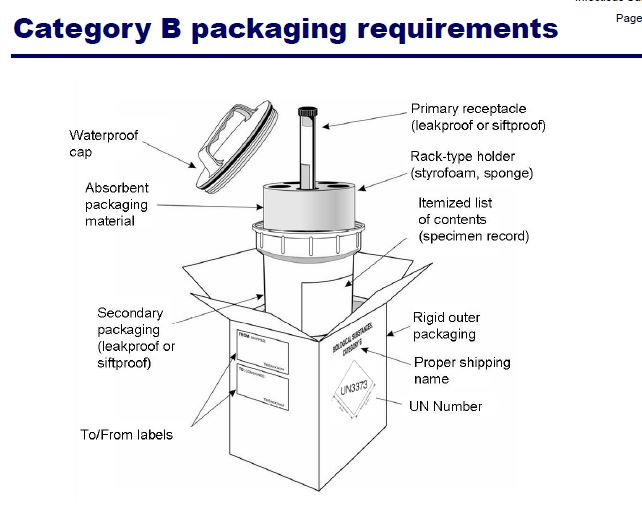 Page
Category B packaging requirements
Waterproof
cap
Primary receptacle
(leakproof or siftproof)
Rack-type holder
(styrofoam, sponge)
Absorbent
packaging
material
Itemized list
of contents
(specimen record)
Secondary
packaging
(leakproof or
siftproof)
Rigid outer
packaging
Proper shipping
name
UN Number
To/From labels
FROM
TO
BIOLOGICAL SUBSTANCES,
CATEGORY B
UN3373